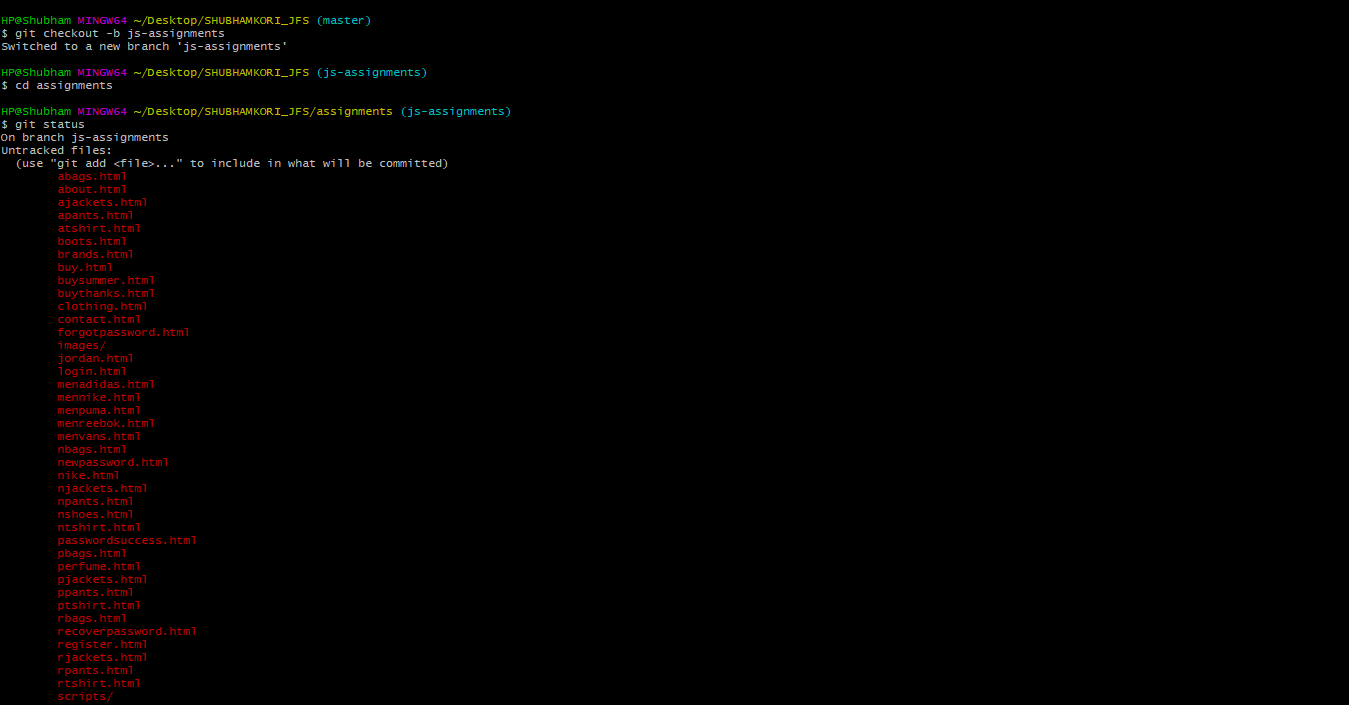 HP@Shubham MINGW64 ~/Desktop/SHUBHAMKORI_JFS (master)
$ git checkout -b js-assignments
Switched to a new branch 'js-assignments'
HP@Shubham MINGW64 ~/Desktop/SHUBHAMKORI_JFS (js-assignments)
$ cd assignments
HP@Shubham MINGW64 ~/Desktop/SHUBHAMKORI_JFS/assignments (js-assignments)
$ git status
On branch js-assignments
Untracked files:
  (use "git add <file>..." to include in what will be committed)
        abags.html
        about.html
        ajackets.html
        apants.html
        atshirt.html
        boots.html
        brands.html
        buy.html
        buysummer.html
        buythanks.html
        clothing.html
        contact.html
        forgotpassword.html
        images/
        jordan.html
        login.html
        menadidas.html
        mennike.html
        menpuma.html
        menreebok.html
        menvans.html
        nbags.html
        newpassword.html
        nike.html
        njackets.html
        npants.html
        nshoes.html
        ntshirt.html
        passwordsuccess.html
        pbags.html
        perfume.html
        pjackets.html
        ppants.html
        ptshirt.html
        rbags.html
        recoverpassword.html
        register.html
        rjackets.html
        rpants.html
        rtshirt.html
        scripts/